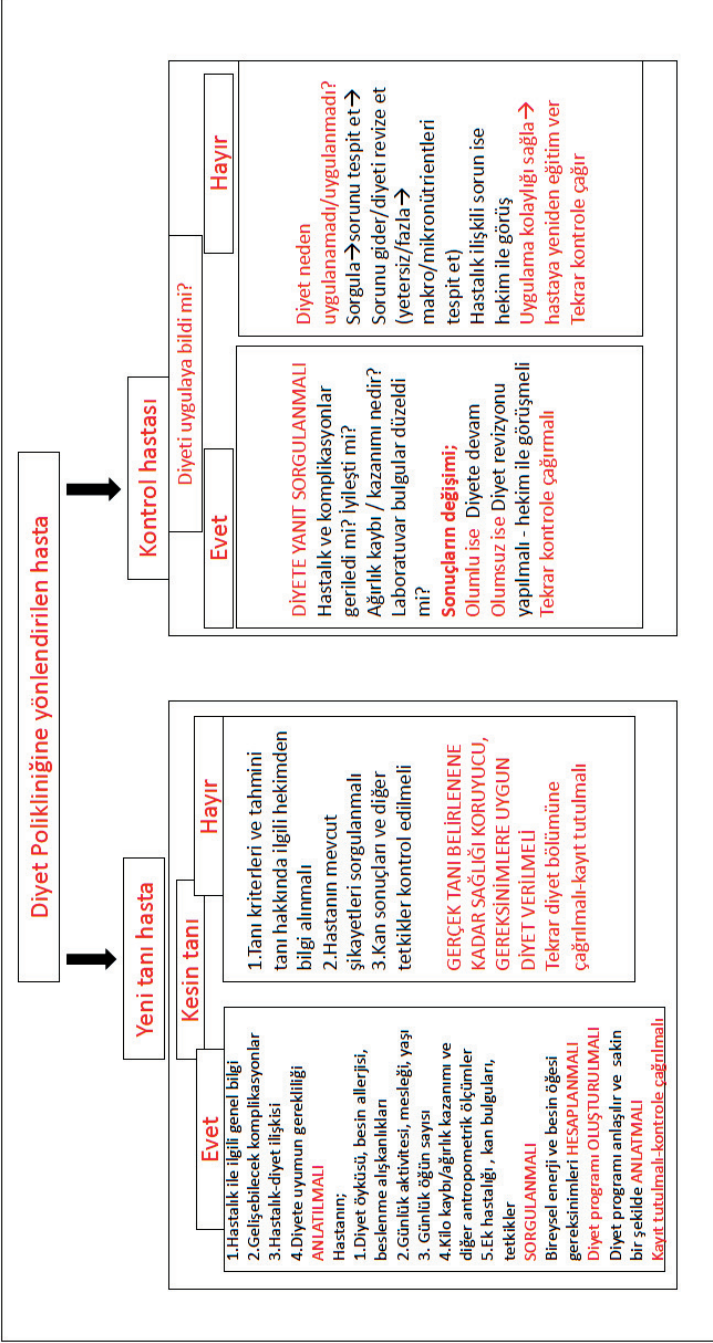 Diyet Polikliniğine yönlendirilen hasta
Yeni tanı hasta
Kesin tanı
Evet
1.Hastalık ile ilgili genel bilgi
2.Gelişebilecek komplikasyonlar
3.Hastalık-diyet ilişkisi
4.Diyete uyumun gerekliliği
ANLATILMALI
Hastanın;
1.Diyet öyküsü, besin allerjisi,
beslenme alışkanlıkları
2.Günlük aktivitesi, mesleği, yaşı
3. Günlük öğün sayısı
4.Kilo kaybı/ağırlık kazanımı ve
diğer antropometrik ölçümler
5.Ek hastalığı , kan bulguları,
tetkikler
SORGULANMALI
Bireysel enerji ve besin öğesi
gereksinimleri HESAPLANMALI
Diyet programı OLUŞTURULMALI
Diyet programı anlaşılır ve sakin
bir şekilde ANLATMALI
Kayıt tutulmalı-kontrole çağrılmalı
Hayır
1.Tanı kriterleri ve tahmini
tanı hakkında ilgili hekimden
bilgi alınmalı
2.Hastanın mevcut
şikayetleri sorgulanmalı
3.Kan sonuçları ve diğer
tetkikler kontrol edilmeli
GERÇEK TANI BELİRLENENE
KADAR SAĞLIĞI KORUYUCU,
GEREKSİNİMLERE UYGUN
DİYET VERİLMELİ
Tekrar diyet bölümüne
çağrılmalı-kayıt tutulmalı
Kontrol hastası
Diyeti uygulaya bildi mi?
Evet
DİYETE YANIT SORGULANMALI
Hastalık ve komplikasyonlar
geriledi mi? İyileşti mi?
Ağırlık kaybı / kazanımı nedir?
Laboratuvar bulgular düzeldi
mi?
Sonuçların değişimi;
Olumlu ise Diyete devam
Olumsuz ise Diyet revizyonu
yapılmalı - hekim ile görüşmeli
Tekrar kontrole çağırmalı
Hayır
Diyet neden
uygulanamadı/uygulanmadı?
Sorgula→sorunu tespit et→
Sorunu gider/diyeti revize et
(yetersiz/fazla→
makro/mikronütrientleri
tespit et)
Hastalık ilişkili sorun ise
hekim ile görüş
Uygulama kolaylığı sağla→
hastaya yeniden eğitim ver
Tekrar kontrole çağır